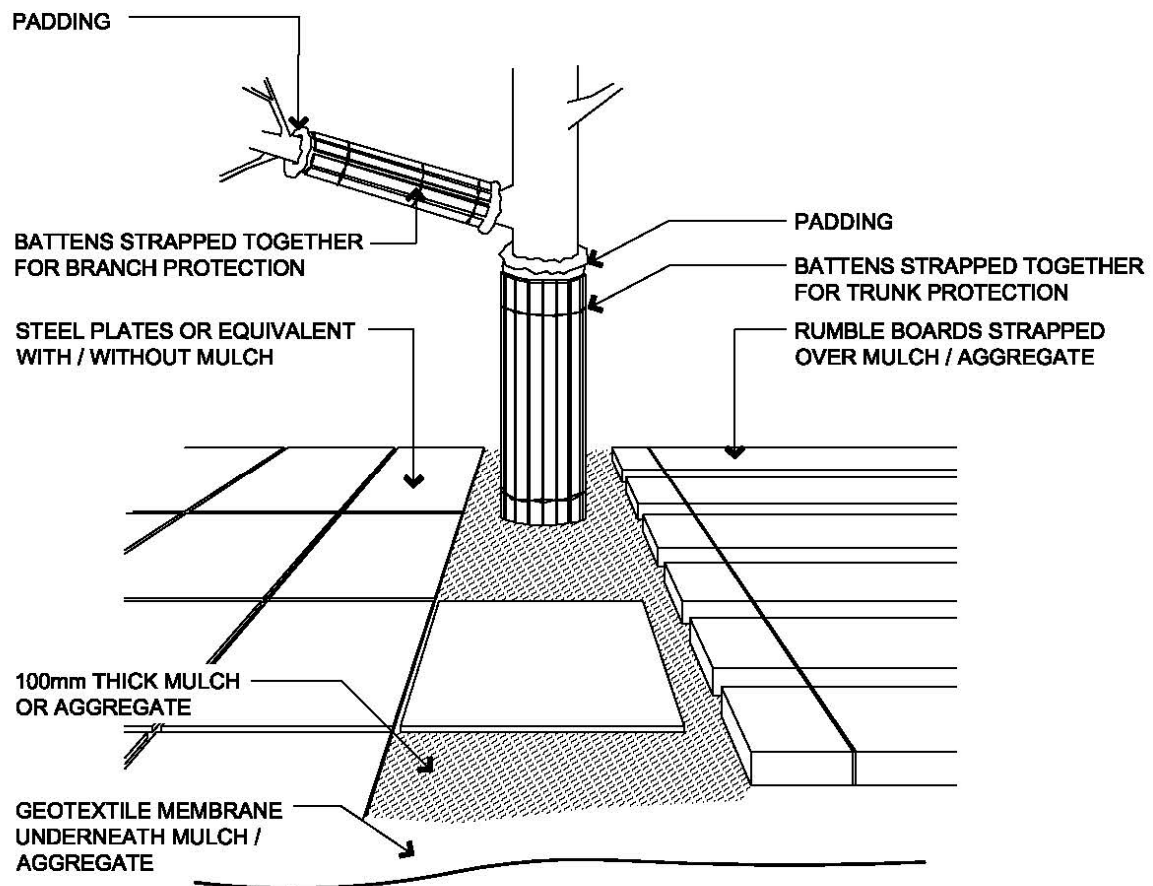 PADDING
BATTENS STRAPPED TOGETHER
FOR BRANCH PROTECTION
STEEL PLATES OR EQUIVALENT
WITH / WITHOUT MULCH
PADDING
BATTENS STRAPPED TOGETHER
FOR TRUNK PROTECTION
RUMBLE BOARDS STRAPPED
OVER MULCH / AGGREGATE
100mm THICK MULCH
OR AGGREGATE
GEOTEXTILE MEMBRANE
UNDERNEATH MULCH /
AGGREGATE